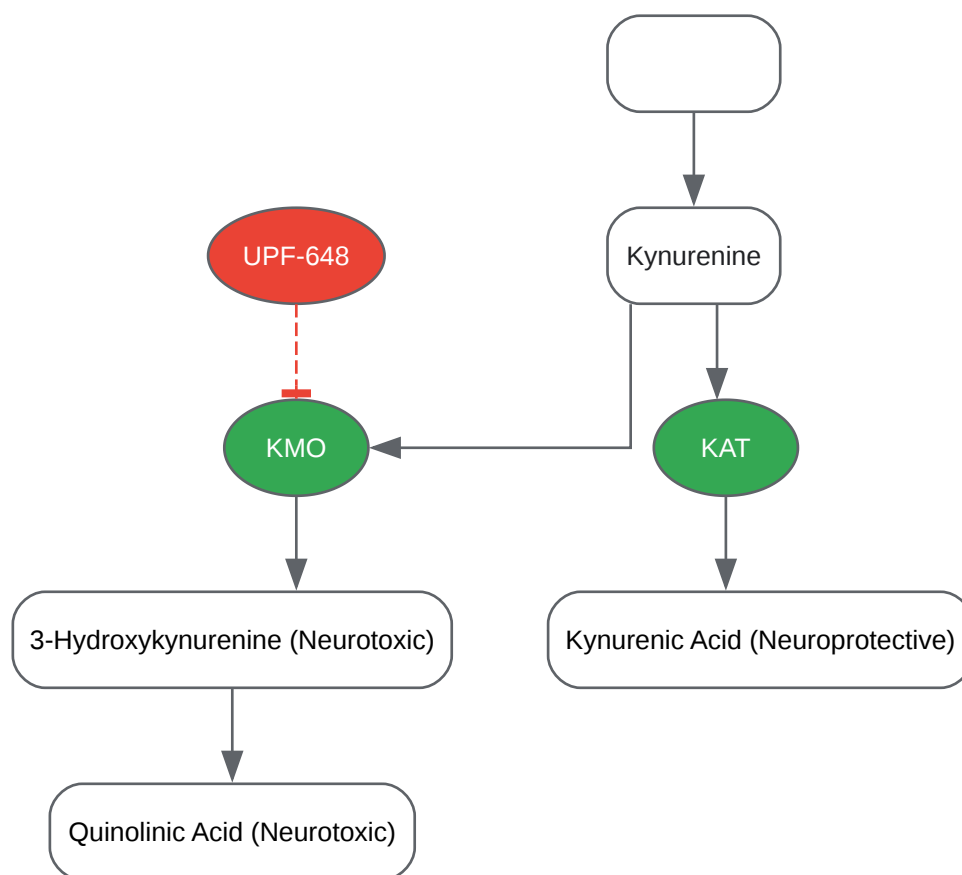 UPF-648
Kynurenine
KMO
KAT
3-Hydroxykynurenine (Neurotoxic)
Kynurenic Acid (Neuroprotective)
Quinolinic Acid (Neurotoxic)